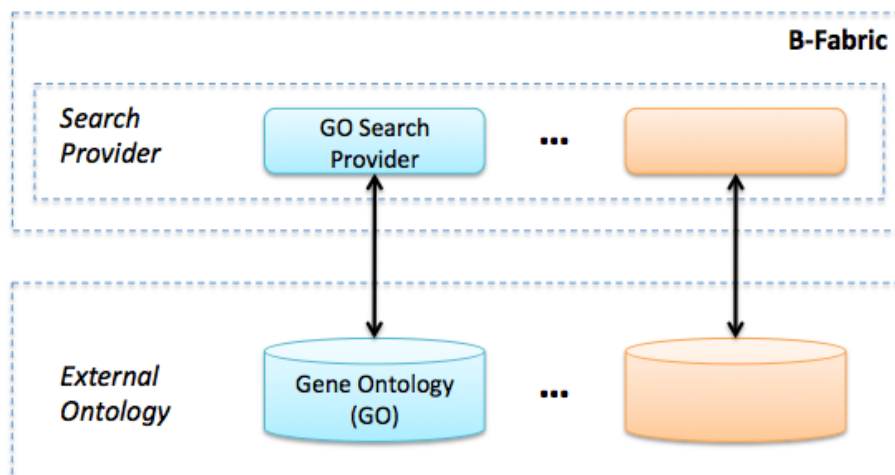 B-Fabric
Search
Provider
GO Search
Provider
...
External
Ontology
Gene Ontology
(GO)
...